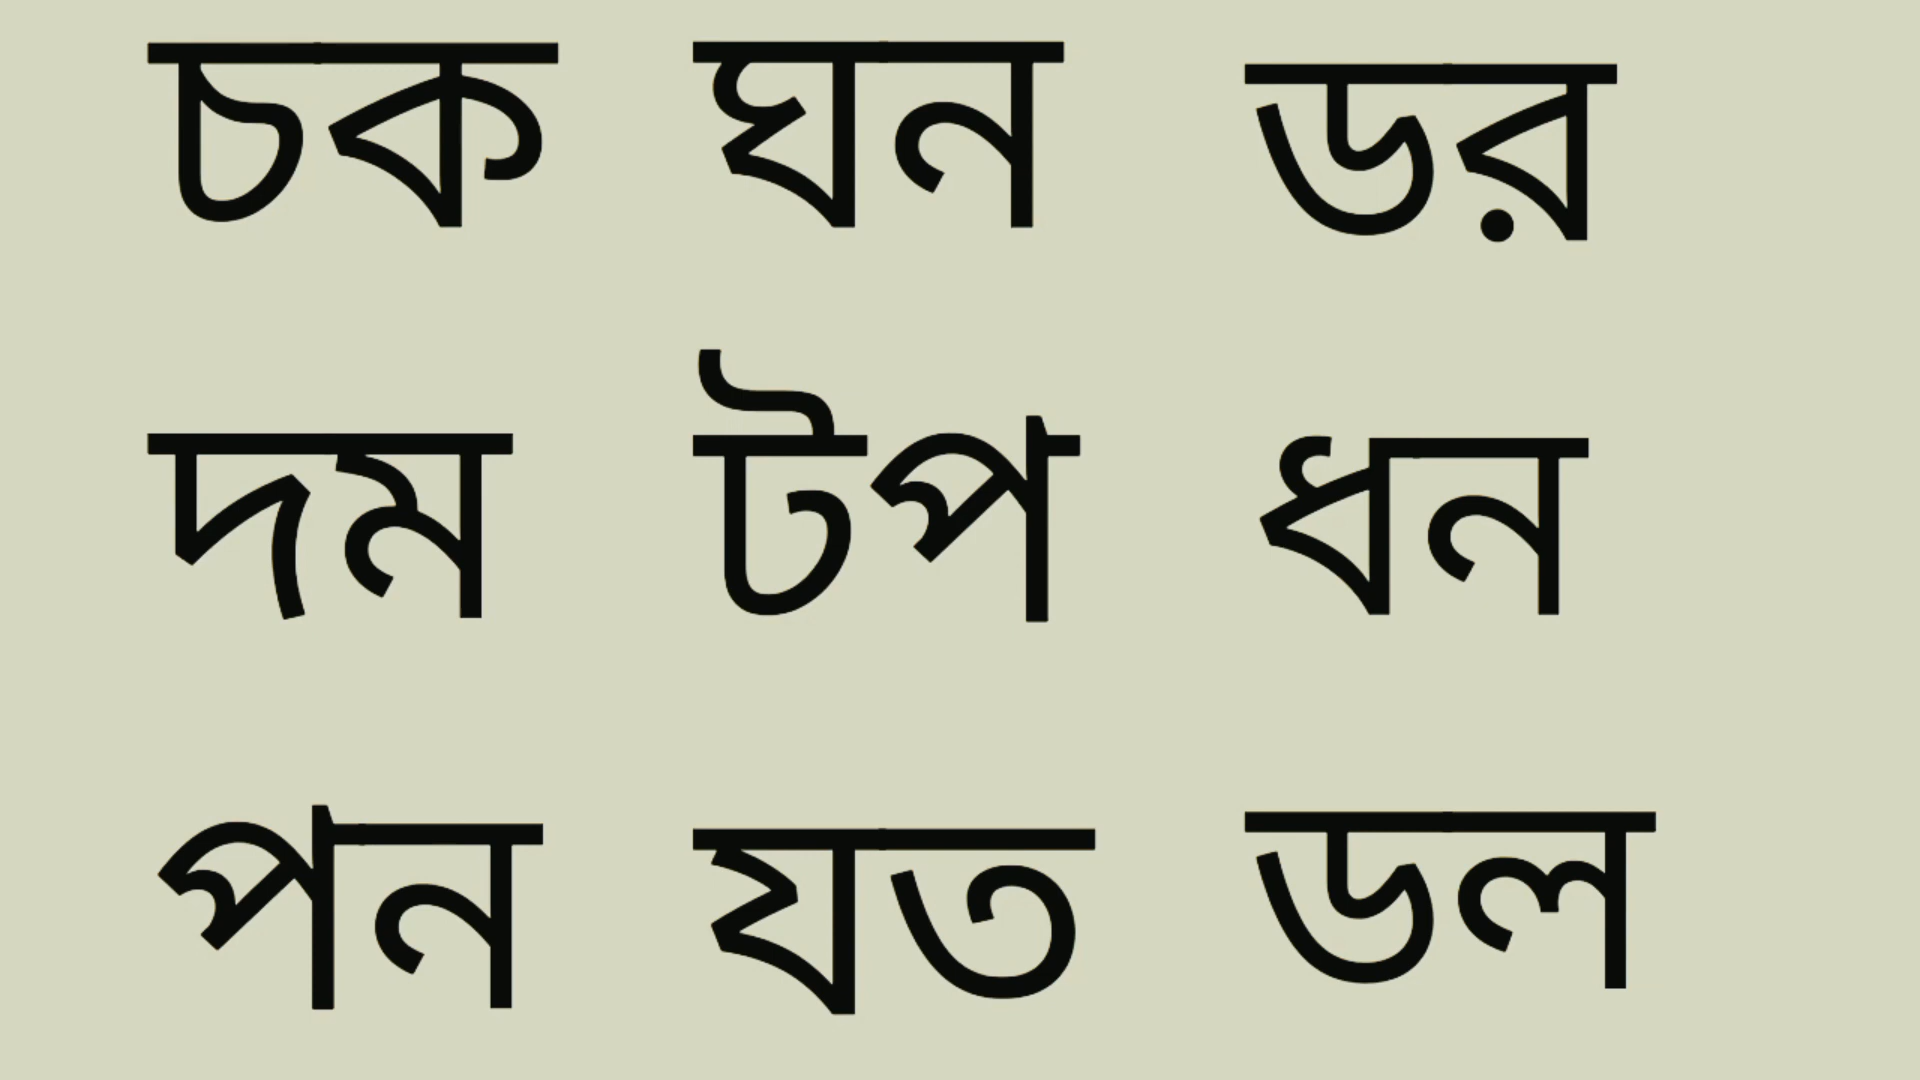 চক ঘন ডর
দম টপ ধন
পন যত ডল